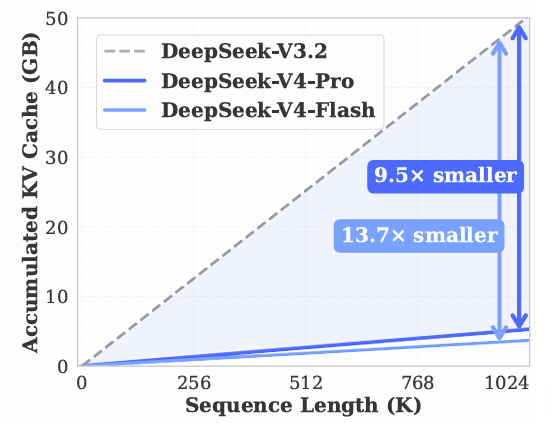 Accumulated KV Cache (GB)
50
40
30
20
10
0
DeepSeek-V3.2
DeepSeek-V4-Pro
DeepSeek-V4-Flash
9.5× smaller
13.7× smaller
0 256 512 768 1024
Sequence Length (K)